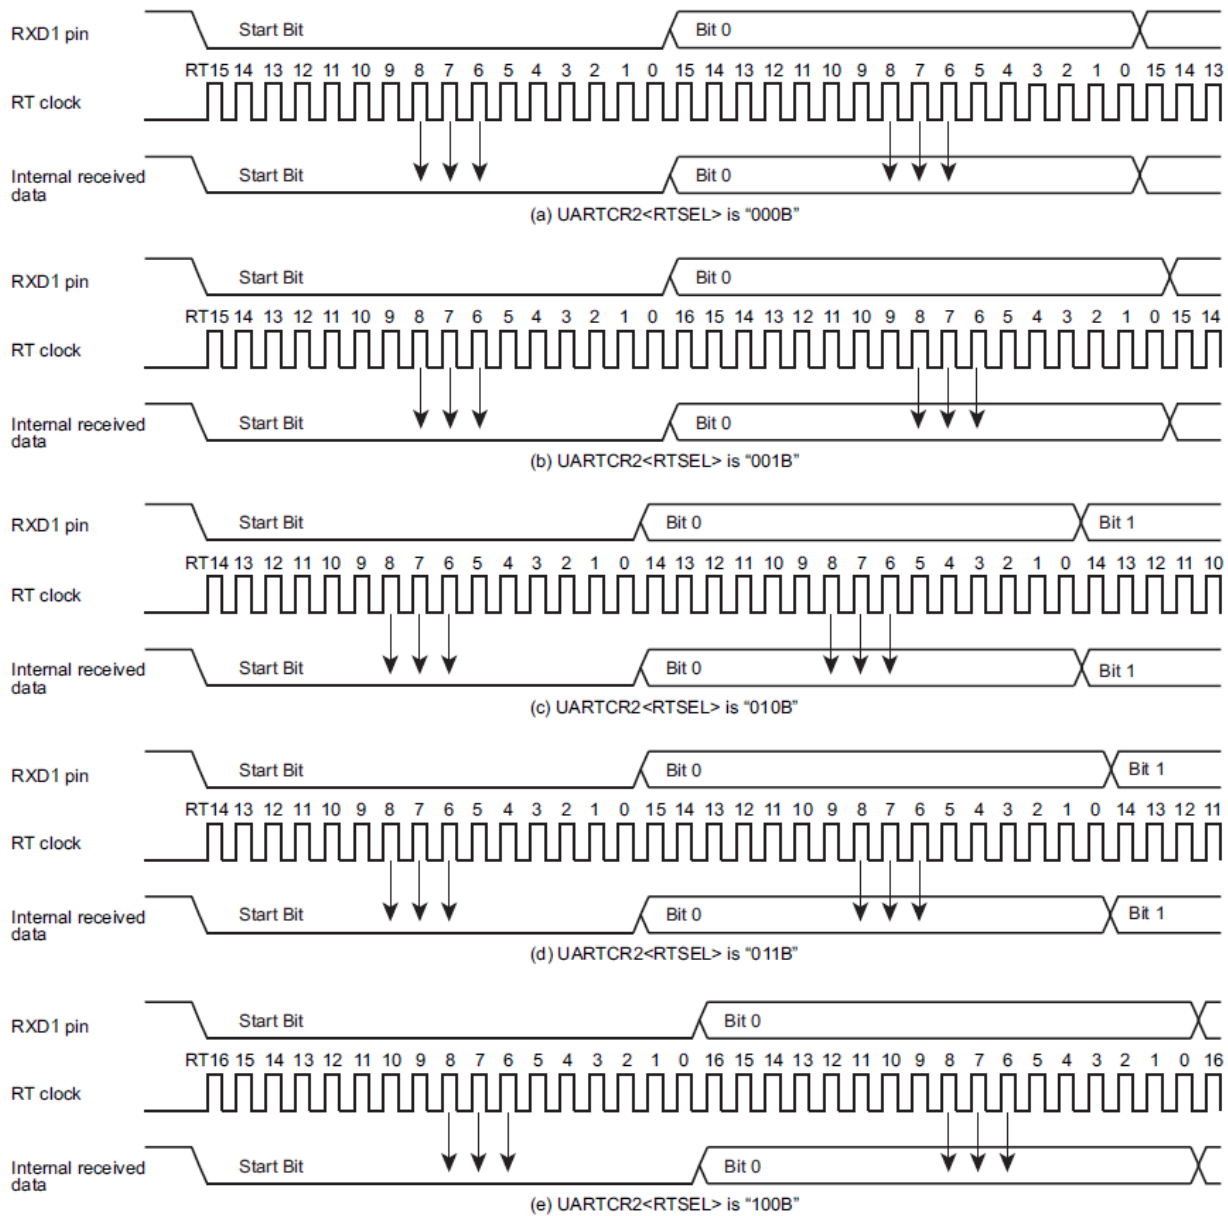 RXD1 pin Start Bit Bit 0
RT15 14 13 12 11 10 9 8 7 6 5 4 3 2 1 0 15 14 13 12 11 10 9 8 7 6 5 4 3 2 1 0 15 14 13
RT clock
Internal received data Start Bit Bit 0
(a) UARTCR2<RTSEL> is “000B”
RXD1 pin Start Bit Bit 0
RT15 14 13 12 11 10 9 8 7 6 5 4 3 2 1 0 16 15 14 13 12 11 10 9 8 7 6 5 4 3 2 1 0 15 14
RT clock
Internal received data Start Bit Bit 0
(b) UARTCR2<RTSEL> is “001B”
RXD1 pin Start Bit Bit 0 Bit 1
RT14 13 12 11 10 9 8 7 6 5 4 3 2 1 0 14 13 12 11 10 9 8 7 6 5 4 3 2 1 0 14 13 12 11 10
RT clock
Internal received data Start Bit Bit 0 Bit 1
(c) UARTCR2<RTSEL> is “010B”
RXD1 pin Start Bit Bit 0 Bit 1
RT14 13 12 11 10 9 8 7 6 5 4 3 2 1 0 15 14 13 12 11 10 9 8 7 6 5 4 3 2 1 0 14 13 12 11
RT clock
Internal received data Start Bit Bit 0 Bit 1
(d) UARTCR2<RTSEL> is “011B”
RXD1 pin Start Bit Bit 0
RT16 15 14 13 12 11 10 9 8 7 6 5 4 3 2 1 0 16 15 14 13 12 11 10 9 8 7 6 5 4 3 2 1 0 16
RT clock
Internal received data Start Bit Bit 0
(e) UARTCR2<RTSEL> is “100B”